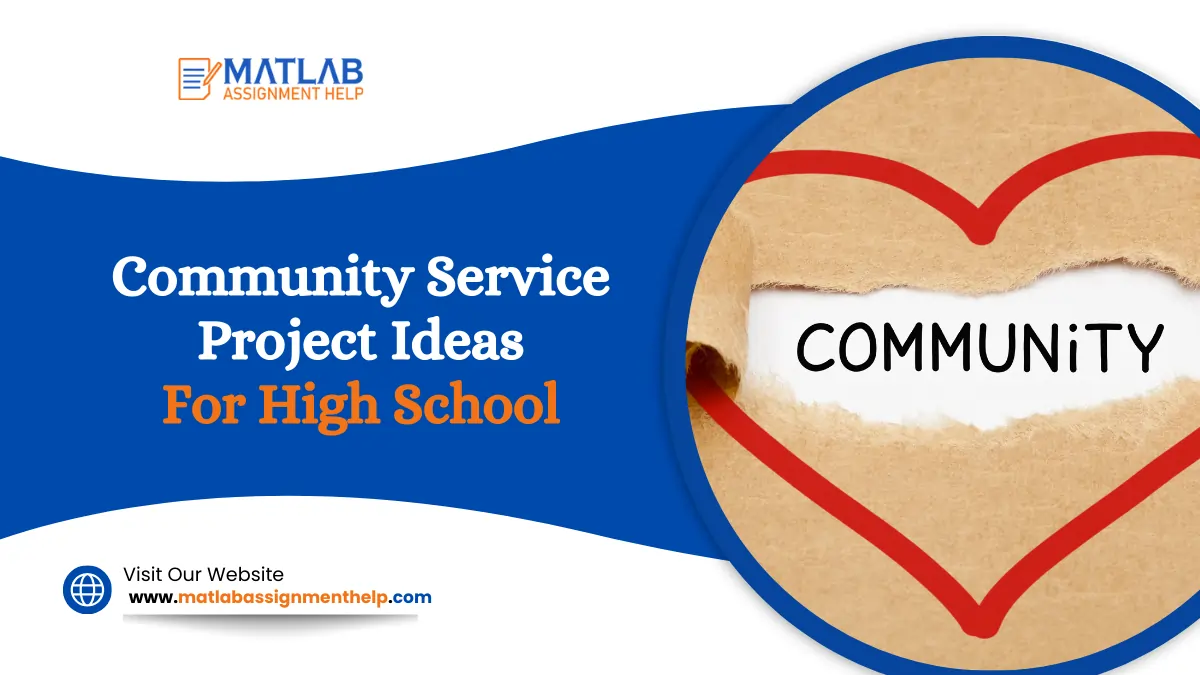 MATLAB
ASSIGNMENT HELP
Community Service
Project Ideas
For High School
COMMUNiTY
Visit Our Website
www.matlabassignmenthelp.com